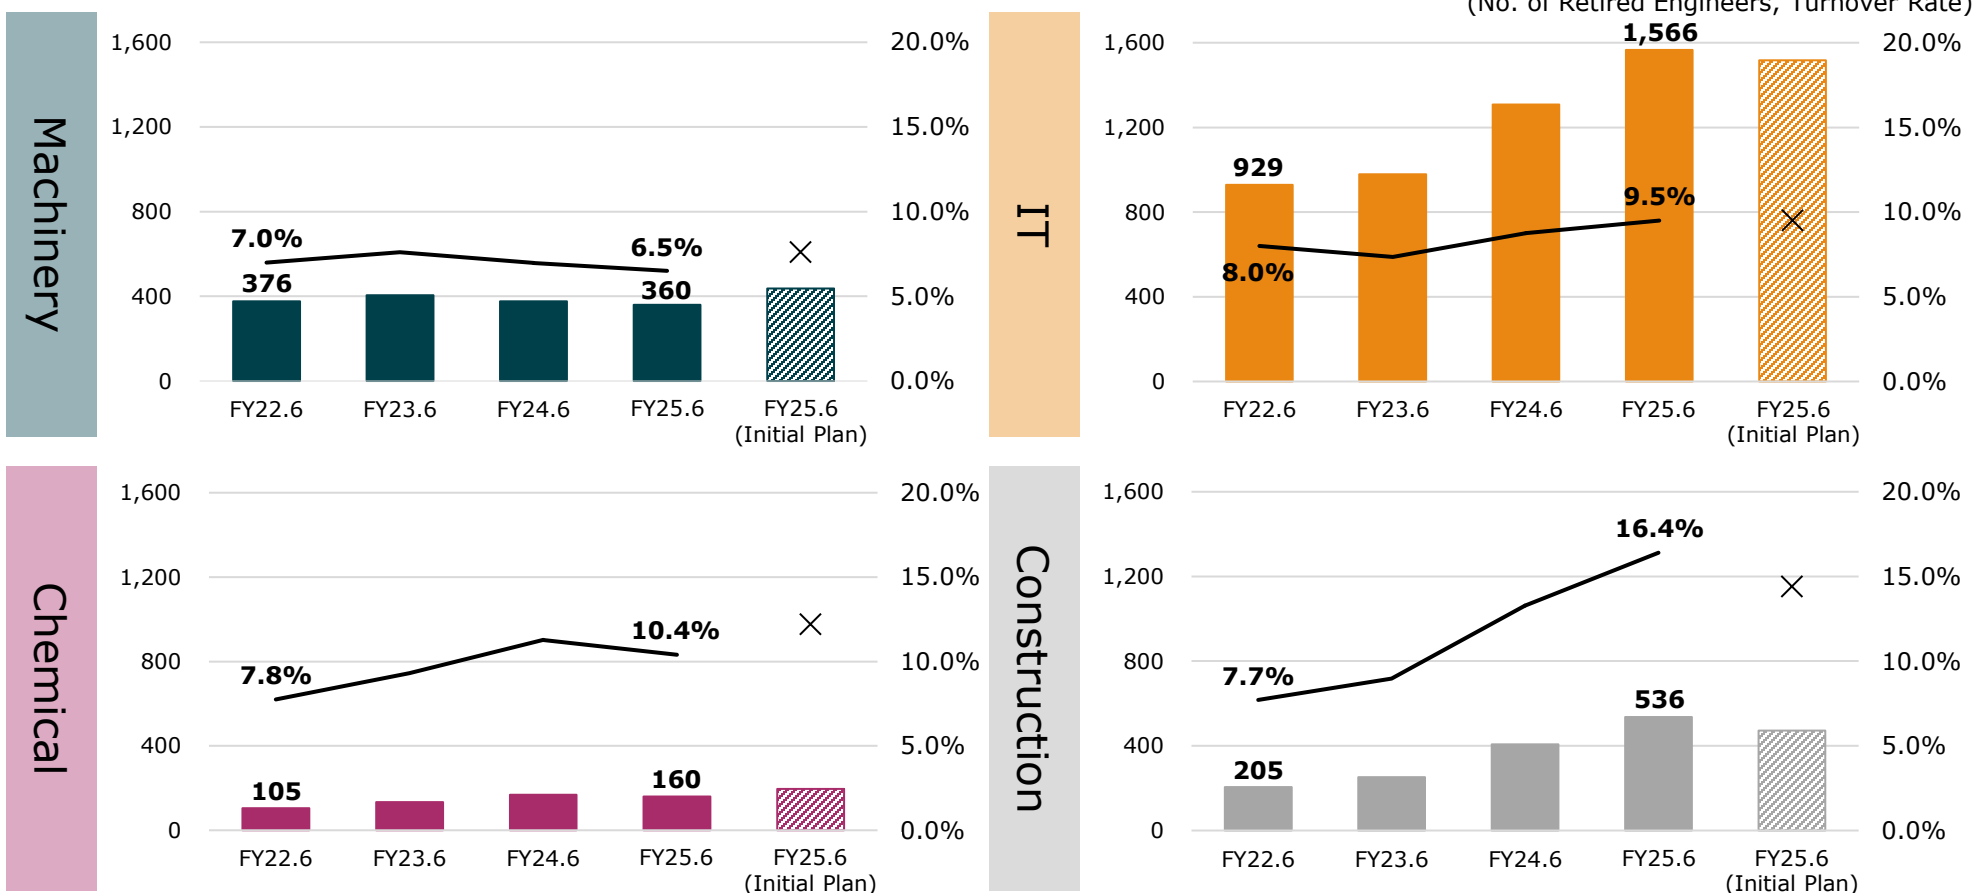 (No. of Retired Engineers, Turnover Rate)
Machinery
1,600
1,200
800
400
0
20.0%
15.0%
10.0%
5.0%
0.0%
7.0%
6.5%
376
360
FY22.6
FY23.6
FY24.6
FY25.6
FY25.6
(Initial Plan)
IT
1,600
1,200
800
400
0
20.0%
15.0%
10.0%
5.0%
0.0%
1,566
929
9.5%
8.0%
FY22.6
FY23.6
FY24.6
FY25.6
FY25.6
(Initial Plan)
Chemical
1,600
1,200
800
400
0
20.0%
15.0%
10.0%
5.0%
0.0%
10.4%
7.8%
105
160
FY22.6
FY23.6
FY24.6
FY25.6
FY25.6
(Initial Plan)
Construction
1,600
1,200
800
400
0
20.0%
15.0%
10.0%
5.0%
0.0%
16.4%
7.7%
536
205
FY22.6
FY23.6
FY24.6
FY25.6
FY25.6
(Initial Plan)